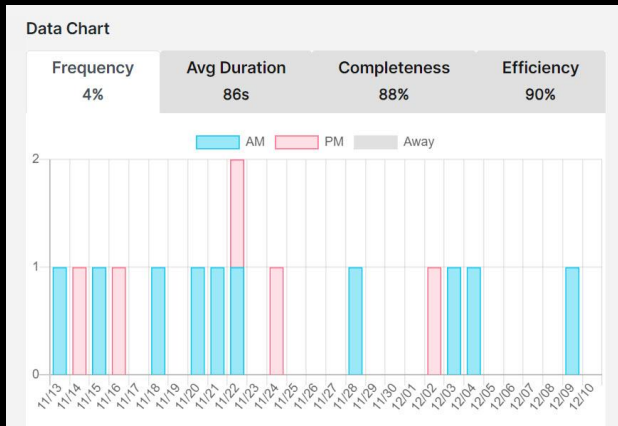 Data Chart
Frequency Avg Duration Completeness Efficiency
4% 86s 88% 90%
AM PM Away
2
1
0
11/13 11/14 11/15 11/16 11/17 11/18 11/19 11/20 11/21 11/22 11/23 11/24 11/25 11/26 11/27 11/28 11/29 11/30 12/01 12/02 12/03 12/04 12/05 12/06 12/07 12/08 12/09 12/10